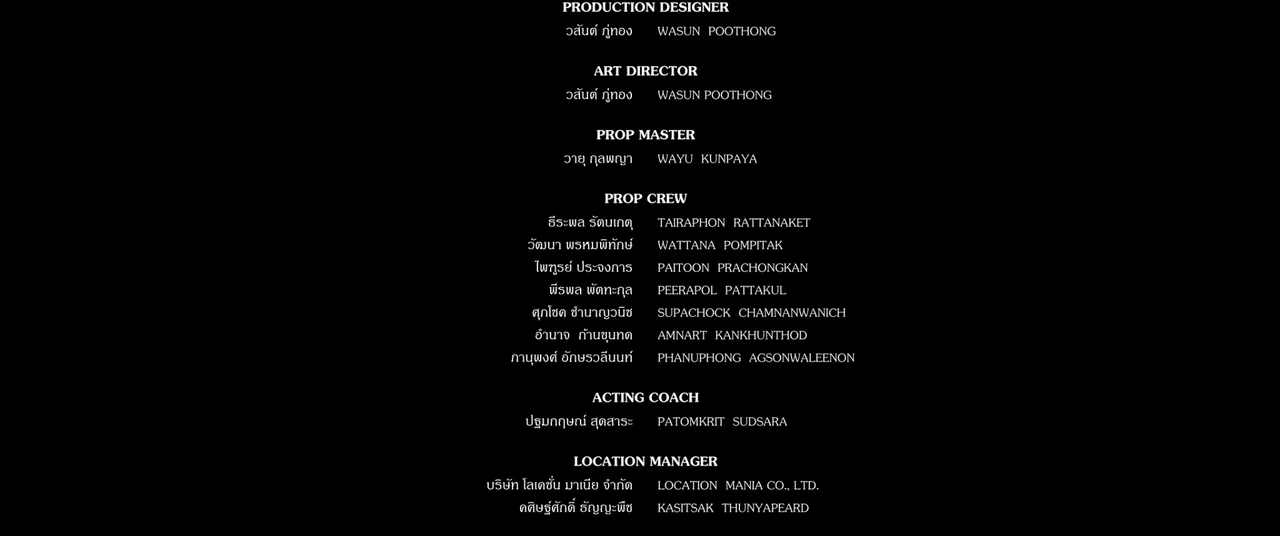 PRODUCTION DESIGNER
วสันต์ ภู่ทอง WASUN POOTHONG
ART DIRECTOR
วสันต์ ภู่ทอง WASUN POOTHONG
PROP MASTER
วายุ กุลพญา WAYU KUNPAYA
PROP CREW
ธีระพล รัตนเกตุ TAIRAPHON RATTANAKET
วัฒนา พรหมพิทักษ์ WATTANA POMPITAK
ไพฑูรย์ ประจงการ PAITOON PRACHONGKAN
พีรพล พัตทะกุล PEERAPOL PATTAKUL
ศุภโชค ชำนาญวนิช SUPACHOCK CHAMNANWANICH
อำนาจ ก้านขุนทด AMNART KANKHUNTHOD
ภานุพงศ์ อักษรวลีนนท์ PHANUPHONG AGSONWALEENON
ACTING COACH
ปฐมกฤษณ์ สุดสาระ PATOMKRIT SUDSARA
LOCATION MANAGER
บริษัท โลเคชั่น มาเนีย จำกัด LOCATION MANIA CO., LTD.
คศิษฐ์ศักดิ์ ธัญญะพืช KASITSAK THUNYAPEARD